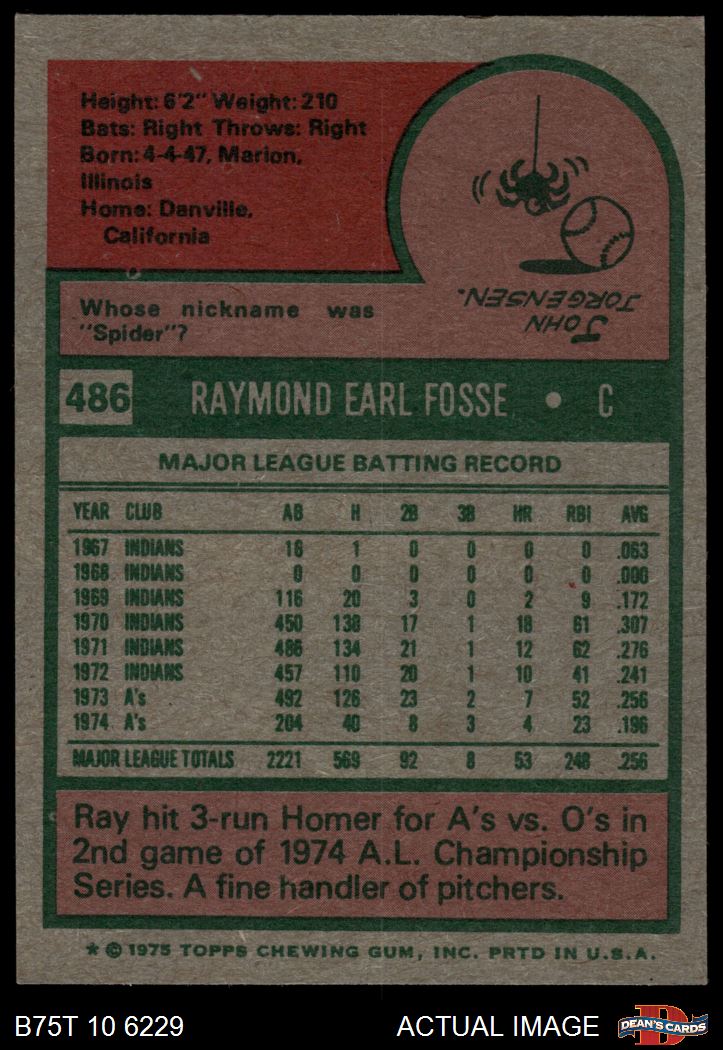 Height: 6'2" Weight: 210
Bats: Right Throws: Right
Born: 4-4-47, Marion,
Illinois
Home: Danville,
California
Whose nickname was
"Spider"?
JOHN
JORGENSEN.
486 RAYMOND EARL FOSSE • C
MAJOR LEAGUE BATTING RECORD
YEAR CLUB AB H 2B 3B HR RBI AVG
1967 INDIANS 16 1 0 0 0 0 .063
1968 INDIANS 0 0 0 0 0 0 .000
1969 INDIANS 116 20 3 0 2 9 .172
1970 INDIANS 450 138 17 1 18 61 .307
1971 INDIANS 486 134 21 1 12 62 .276
1972 INDIANS 457 110 20 1 10 41 .241
1973 A's 492 126 23 2 7 52 .256
1974 A's 204 40 8 3 4 23 .196
MAJOR LEAGUE TOTALS 2221 569 92 8 53 248 .256
Ray hit 3-run Homer for A's vs. O's in
2nd game of 1974 A.L. Championship
Series. A fine handler of pitchers.
* © 1975 TOPPS CHEWING GUM, INC. PRTD IN U.S.A.
B75T 10 6229 ACTUAL IMAGE
D
DEAN'S CARDS